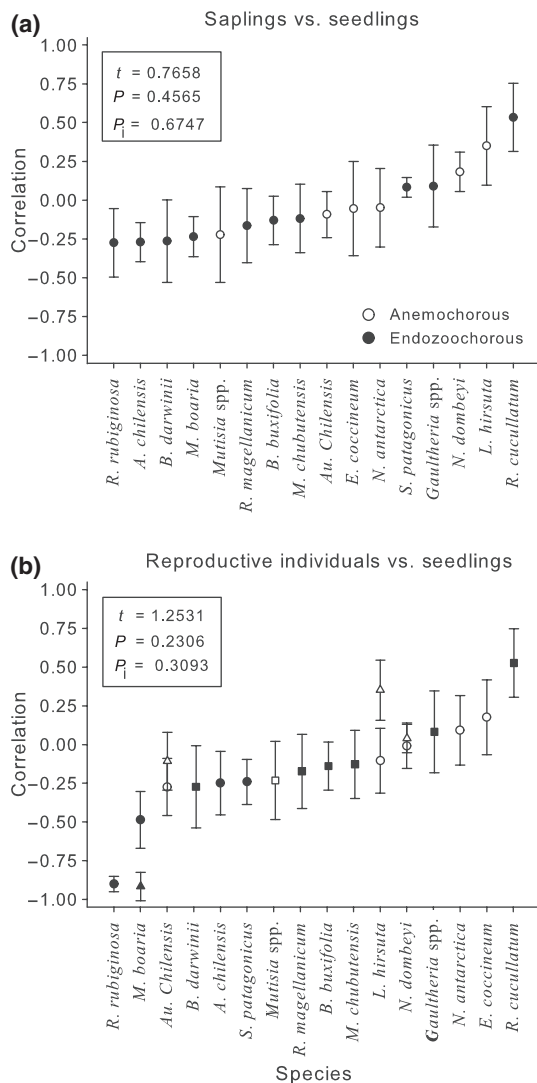 (a)
Saplings vs. seedlings
1.00
0.75
0.50
0.25
0.00
−0.25
−0.50
−0.75
−1.00
Correlation
t = 0.7658
P = 0.4565
Pi = 0.6747
Anemochorous
Endozoochorous
R. rubiginosa
A. chilensis
B. darwinii
M. boaria
Mutisia spp.
R. magellanicum
B. buxifolia
M. chubutensis
Au. Chilensis
E. coccineum
N. antarctica
S. patagonicus
Gaultheria spp.
N. dombeyi
L. hirsuta
R. cucullatum
(b)
Reproductive individuals vs. seedlings
1.00
0.75
0.50
0.25
0.00
−0.25
−0.50
−0.75
−1.00
Correlation
t = 1.2531
P = 0.2306
Pi = 0.3093
R. rubiginosa
M. boaria
Au. Chilensis
B. darwinii
A. chilensis
S. patagonicus
Mutisia spp.
R. magellanicum
B. buxifolia
M. chubutensis
L. hirsuta
N. dombeyi
Gaultheria spp.
N. antarctica
E. coccineum
R. cucullatum
Species